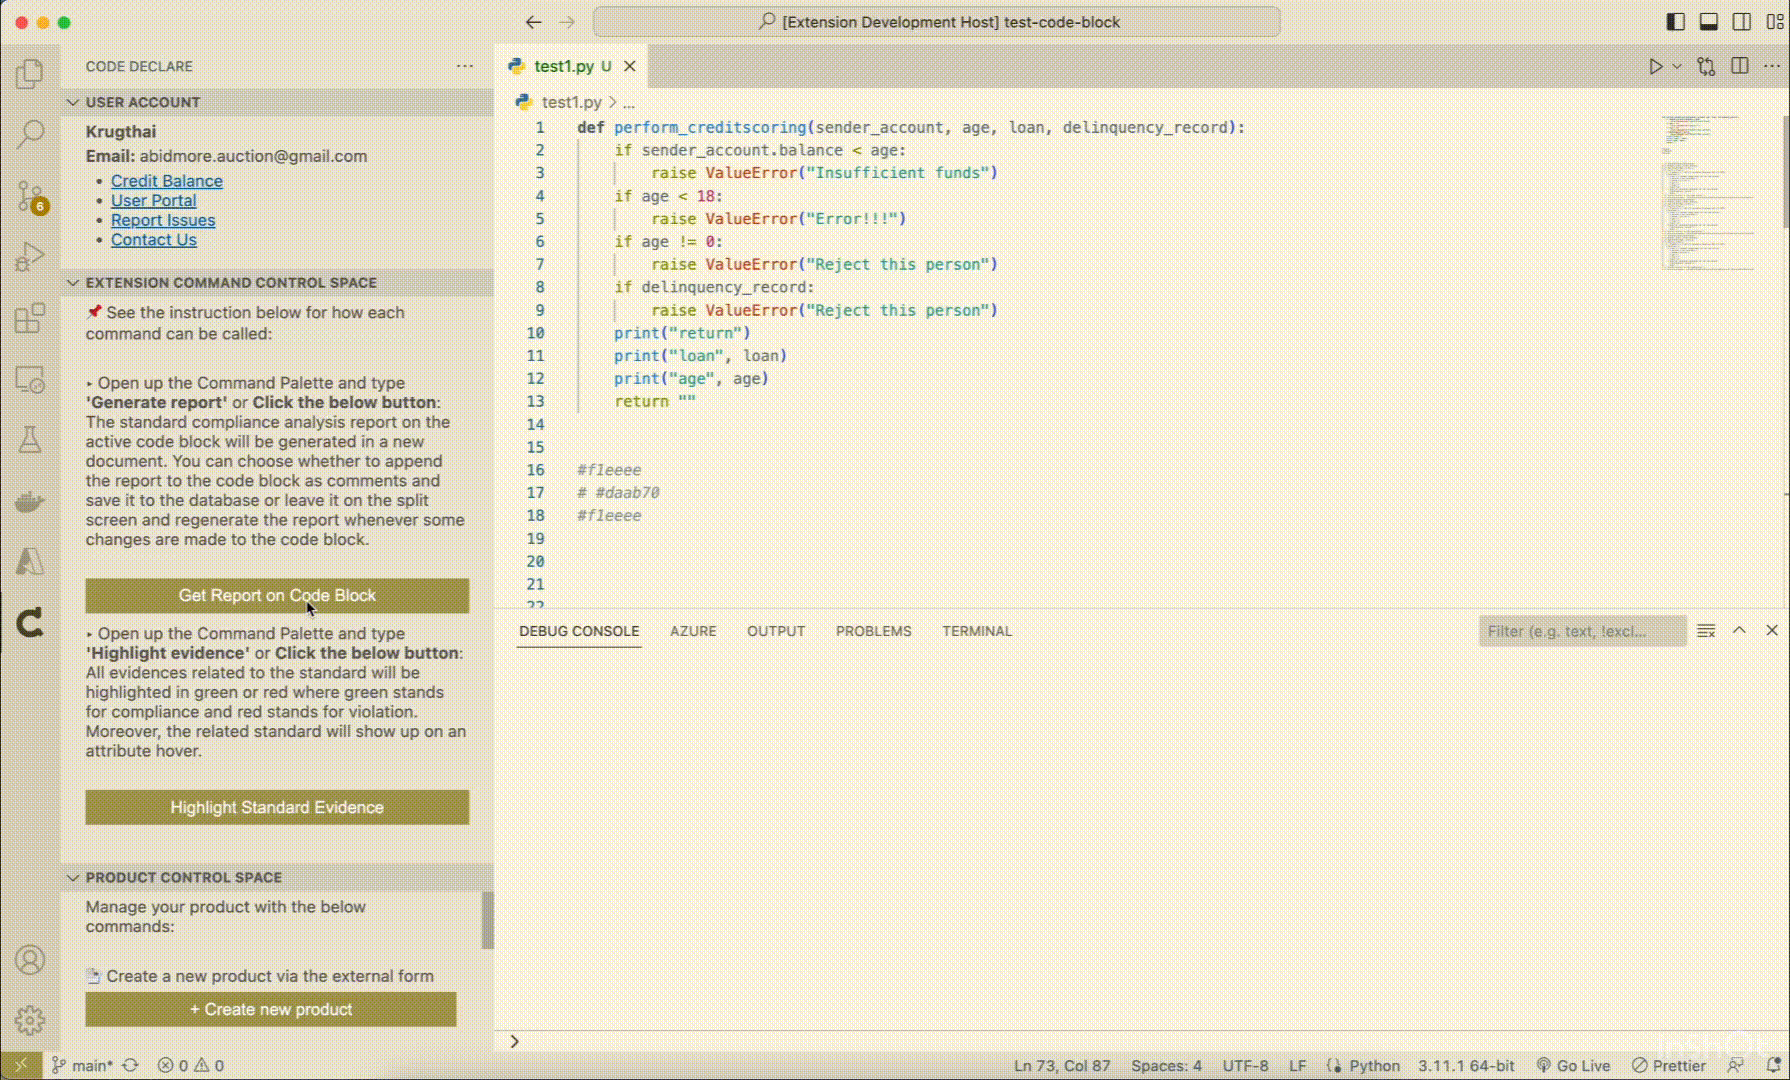 [Extension Development Host] test-code-block
CODE DECLARE
USER ACCOUNT
Krugthai
Email: abidmore.auction@gmail.com
• Credit Balance
• User Portal
• Report Issues
• Contact Us
6
EXTENSION COMMAND CONTROL SPACE
See the instruction below for how each
command can be called:
‣ Open up the Command Palette and type
'Generate report' or Click the below button:
The standard compliance analysis report on the
active code block will be generated in a new
document. You can choose whether to append
the report to the code block as comments and
save it to the database or leave it on the split
screen and regenerate the report whenever some
changes are made to the code block.
Get Report on Code Block
‣ Open up the Command Palette and type
'Highlight evidence' or Click the below button:
All evidences related to the standard will be
highlighted in green or red where green stands
for compliance and red stands for violation.
Moreover, the related standard will show up on an
attribute hover.
Highlight Standard Evidence
PRODUCT CONTROL SPACE
Manage your product with the below
commands:
Create a new product via the external form
+ Create new product
test1.py U
test1.py > ...
1 def perform_creditscoring(sender_account, age, loan, delinquency_record):
2 if sender_account.balance < age:
3 raise ValueError("Insufficient funds")
4 if age < 18:
5 raise ValueError("Error!!!")
6 if age != 0:
7 raise ValueError("Reject this person")
8 if delinquency_record:
9 raise ValueError("Reject this person")
10 print("return")
11 print("loan", loan)
12 print("age", age)
13 return ""
14
15
16 #f1eeee
17 # #daab70
18 #f1eeee
19
20
21
22
DEBUG CONSOLE AZURE OUTPUT PROBLEMS TERMINAL Filter (e.g. text, !excl...
main* 0 0 Ln 73, Col 87 Spaces: 4 UTF-8 LF Python 3.11.1 64-bit Go Live Prettier